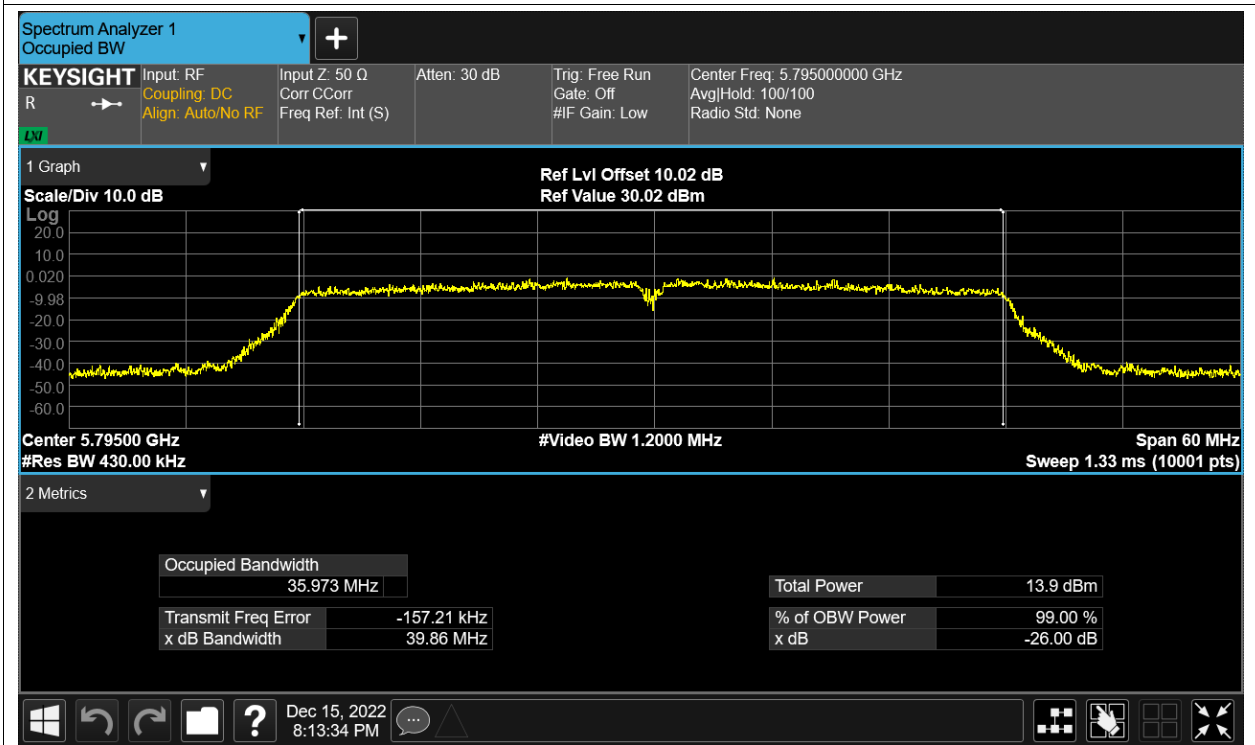 Spectrum Analyzer 1
Occupied BW
+
KEYSIGHT
R
LXI
Input: RF
Coupling: DC
Align: Auto/No RF
Input Z: 50 Ω
Corr CCorr
Freq Ref: Int (S)
Atten: 30 dB
Trig: Free Run
Gate: Off
#IF Gain: Low
Center Freq: 5.795000000 GHz
Avg|Hold: 100/100
Radio Std: None
1 Graph
Scale/Div 10.0 dB
Ref Lvl Offset 10.02 dB
Ref Value 30.02 dBm
Log
20.0
10.0
0.020
-9.98
-20.0
-30.0
-40.0
-50.0
-60.0
Center 5.79500 GHz
#Res BW 430.00 kHz
#Video BW 1.2000 MHz
Span 60 MHz
Sweep 1.33 ms (10001 pts)
2 Metrics
Occupied Bandwidth
35.973 MHz
Transmit Freq Error -157.21 kHz
x dB Bandwidth 39.86 MHz
Total Power 13.9 dBm
% of OBW Power 99.00 %
x dB -26.00 dB
?
Dec 15, 2022
8:13:34 PM